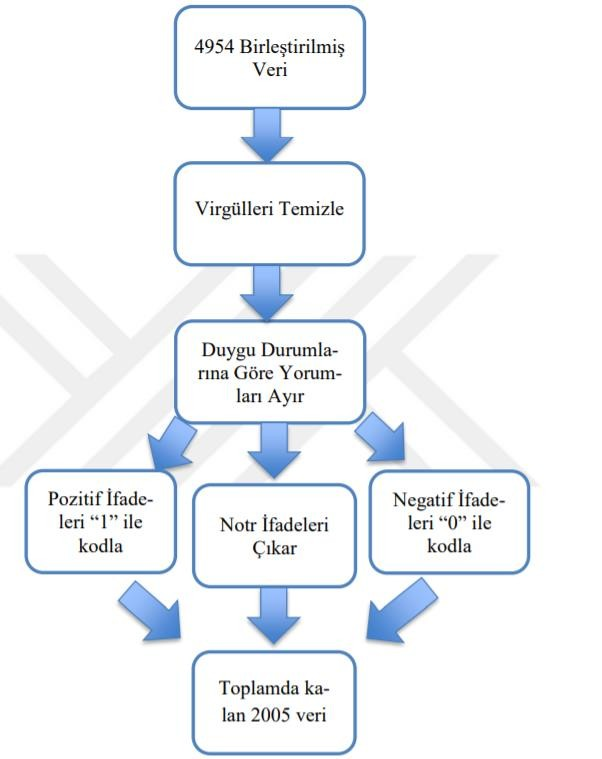 4954 Birleştirilmiş
Veri
Virgülleri Temizle
Duygu Durumla-
rına Göre Yorum-
ları Ayır
Pozitif İfade-
leri “1” ile
kodla
Notr İfadeleri
Çıkar
Negatif İfade-
leri “0” ile
kodla
Toplamda ka-
lan 2005 veri